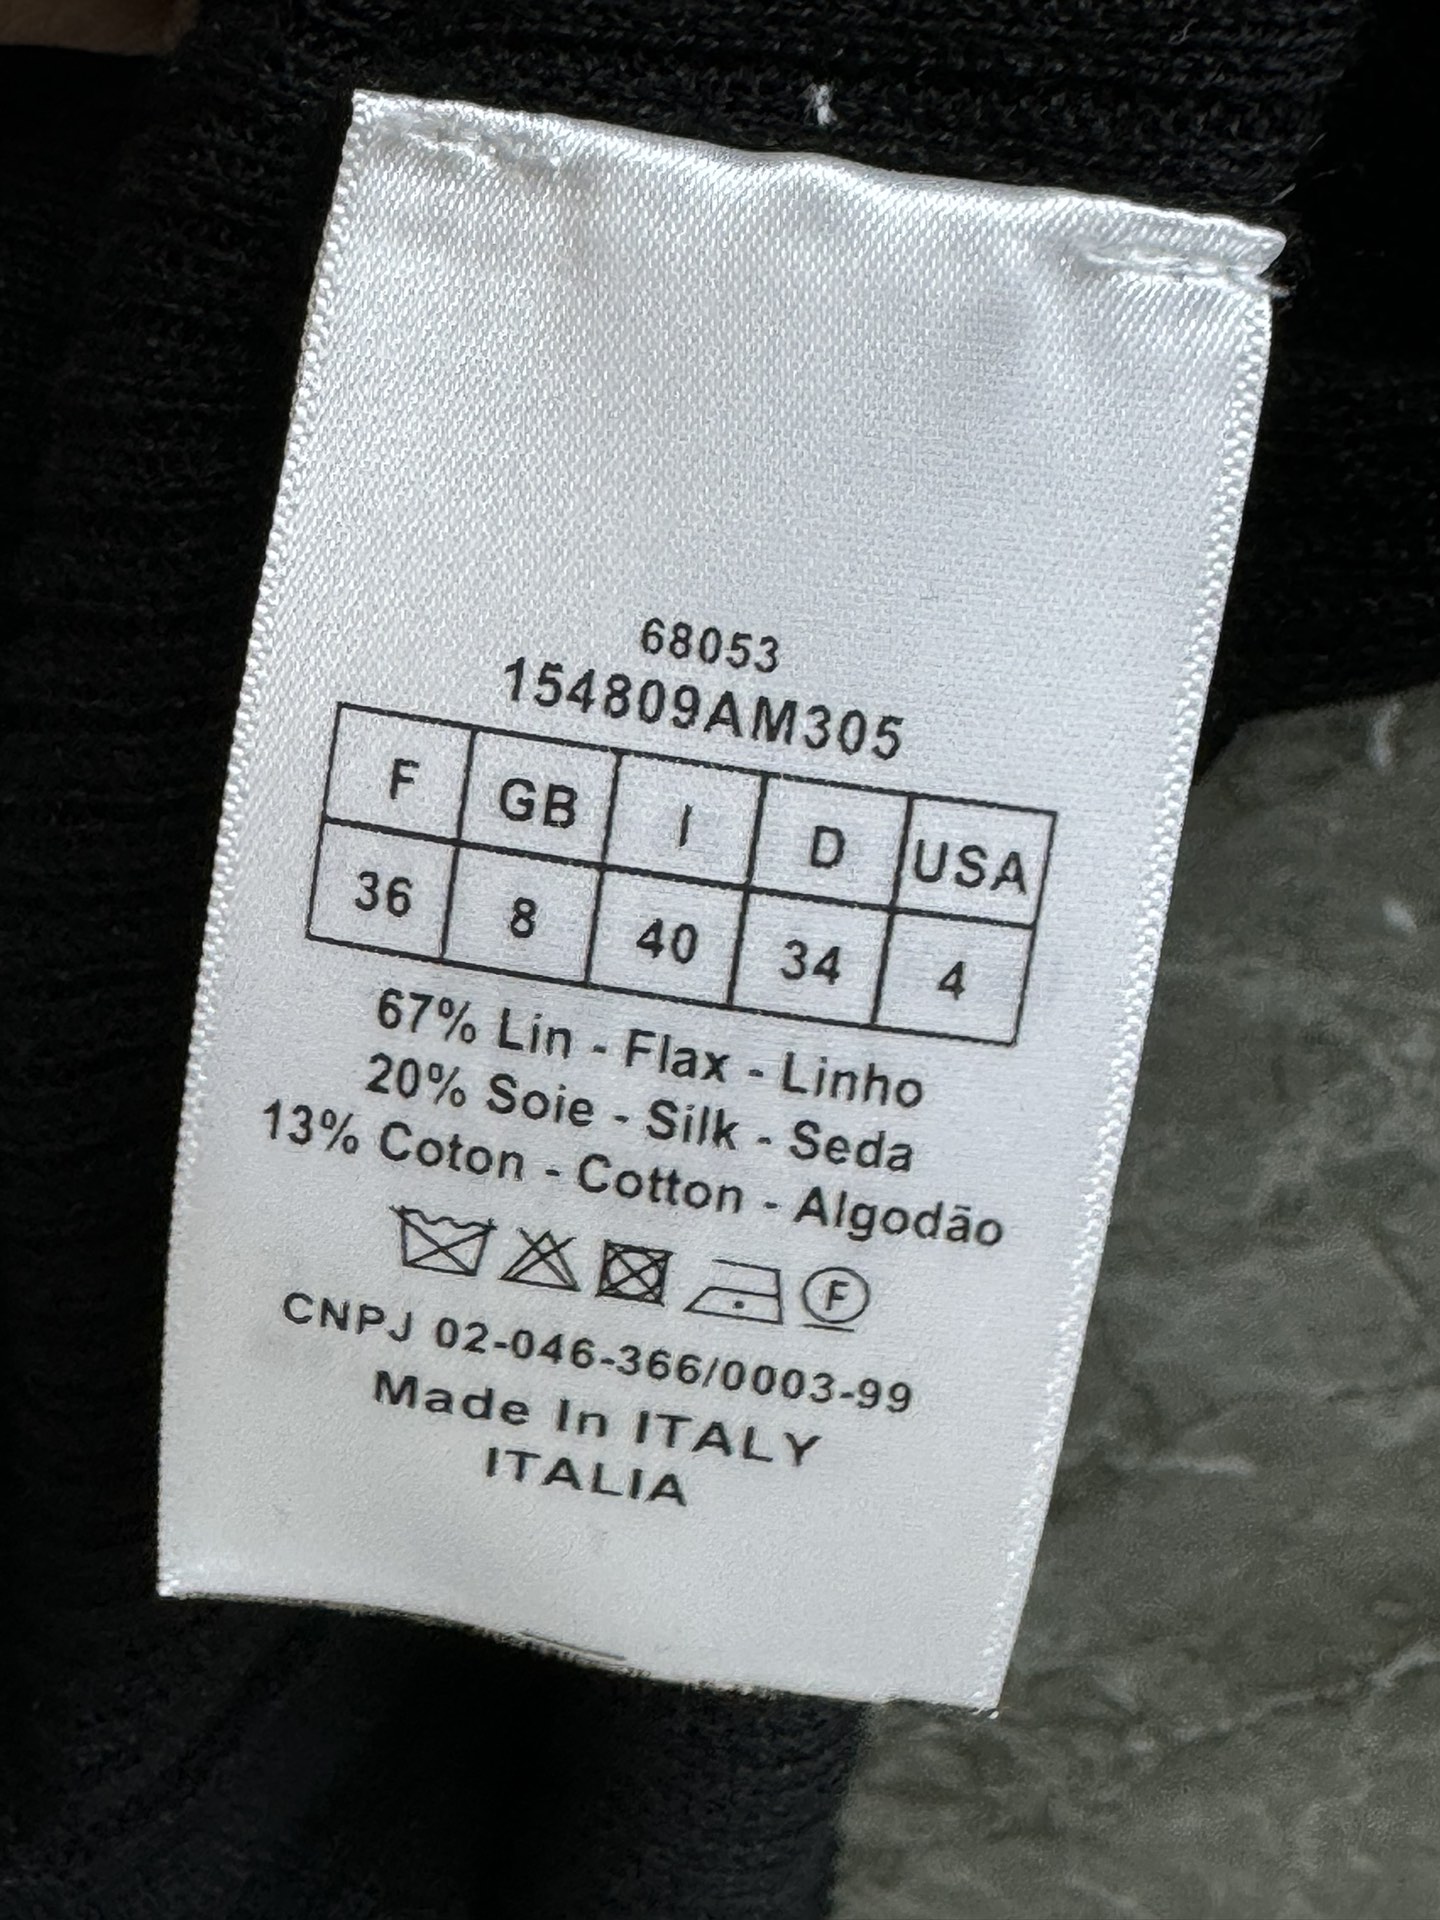 68053
154809AM305
F GB I D USA
36 8 40 34 4
67% Lin - Flax - Linho
20% Soie - Silk - Seda
13% Coton - Cotton - Algodão
F
CNPJ 02-046-366/0003-99
Made In ITALY
ITALIA